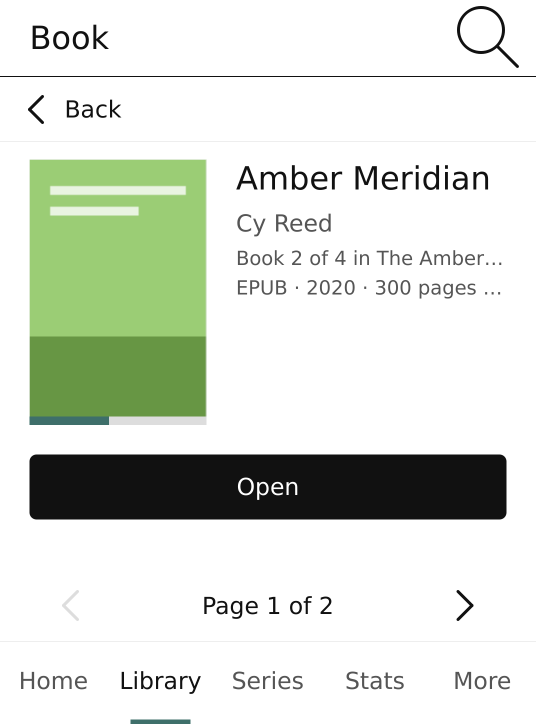 Book
Back
Amber Meridian
Cy Reed
Book 2 of 4 in The Amber…
EPUB · 2020 · 300 pages …
Open
Page 1 of 2
Home Library Series Stats More